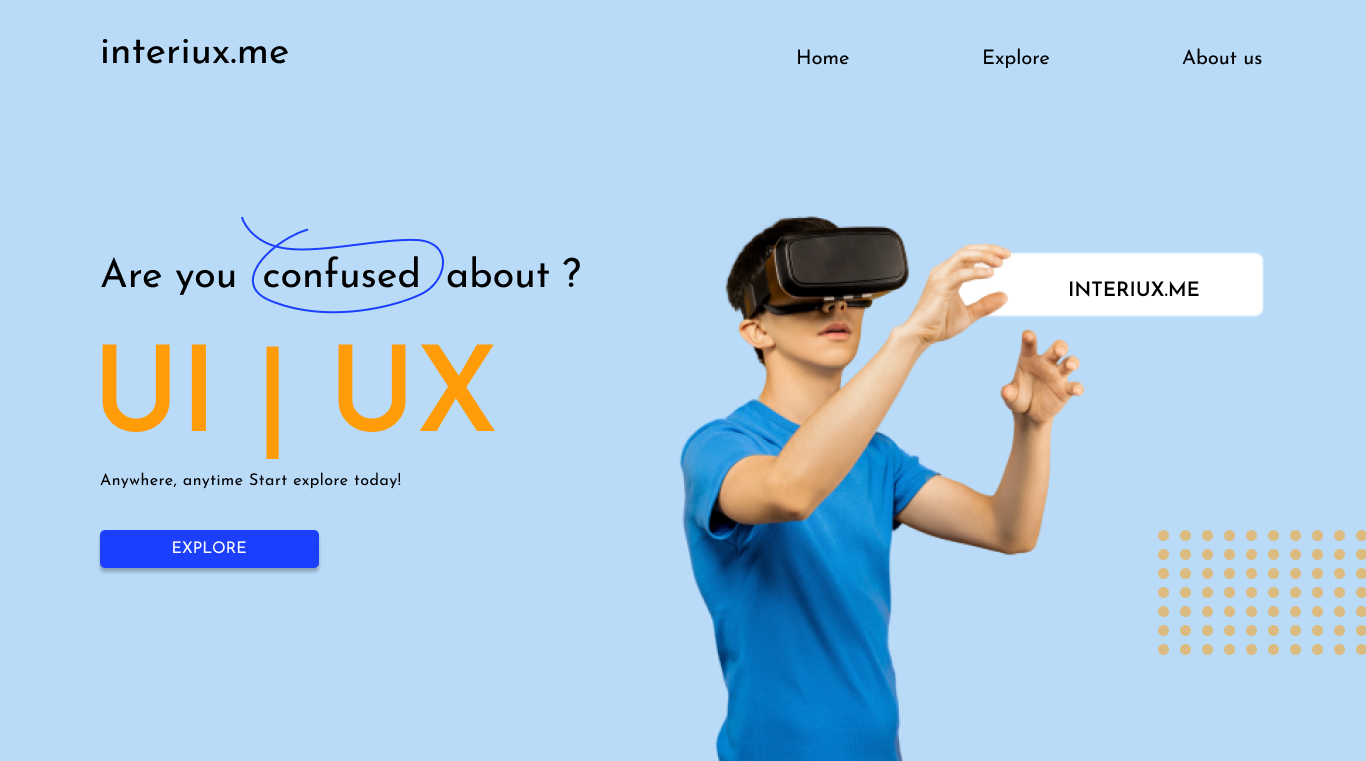 interiux.me
Home
Explore
About us
Are you confused about ?
UI | UX
Anywhere, anytime Start explore today!
EXPLORE
INTERIUX.ME